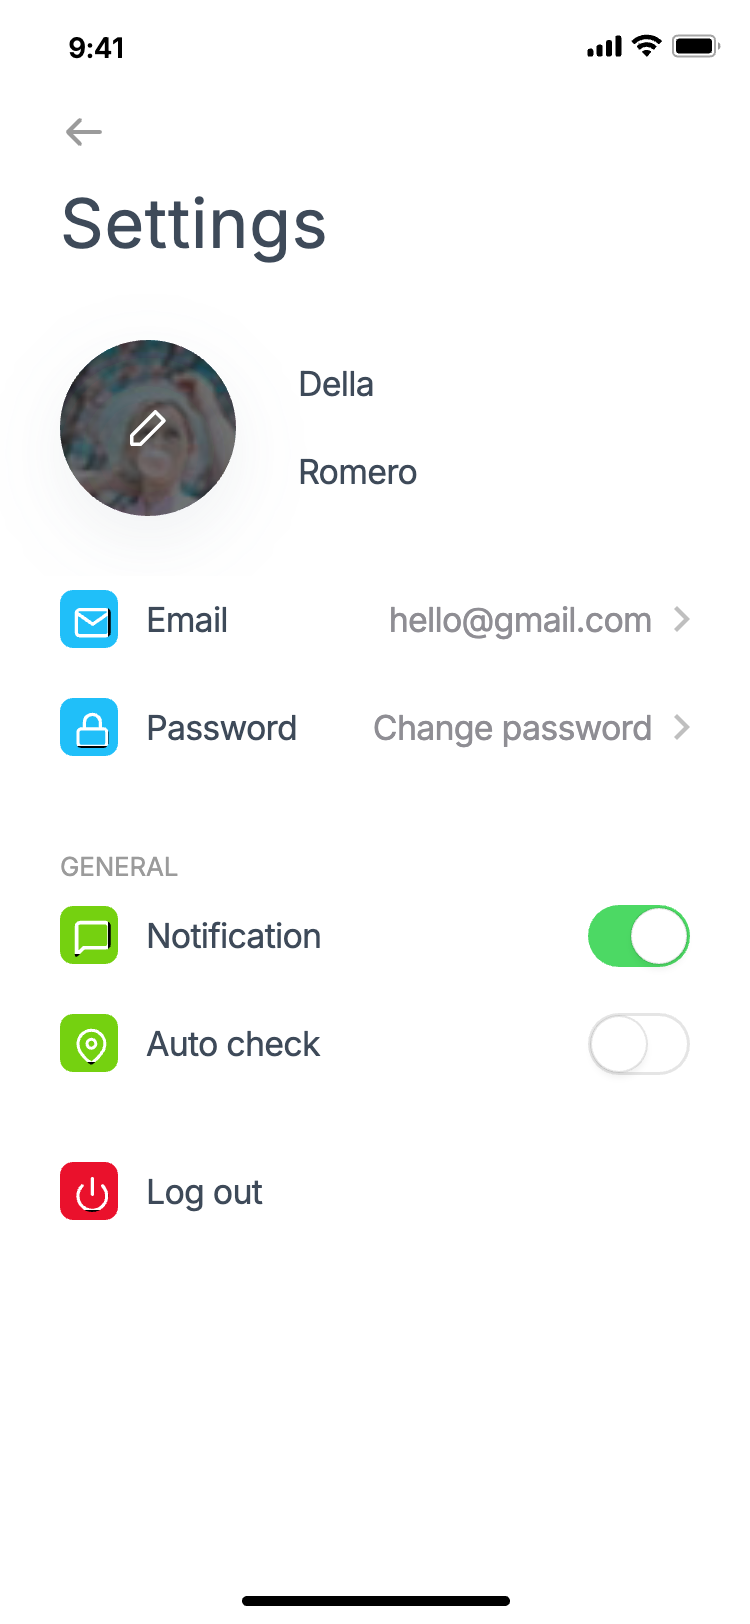 9:41
Settings
Della
Romero
Email hello@gmail.com
Password Change password
GENERAL
Notification
Auto check
Log out